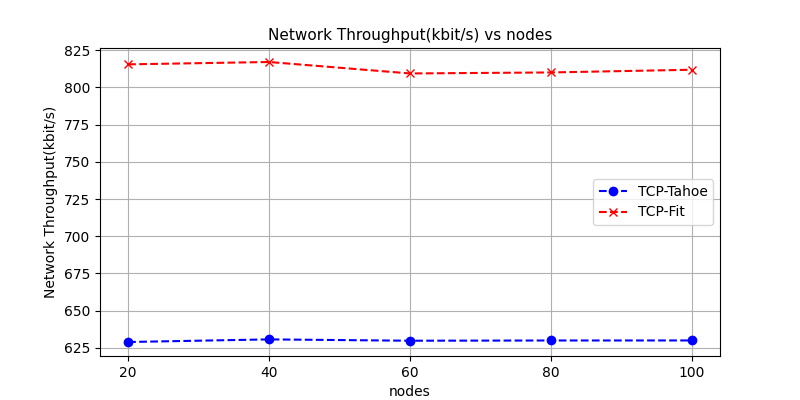 Network Throughput(kbit/s) vs nodes
Network Throughput(kbit/s)
825
800
775
750
725
700
675
650
625
TCP-Tahoe
TCP-Fit
20 40 60 80 100
nodes